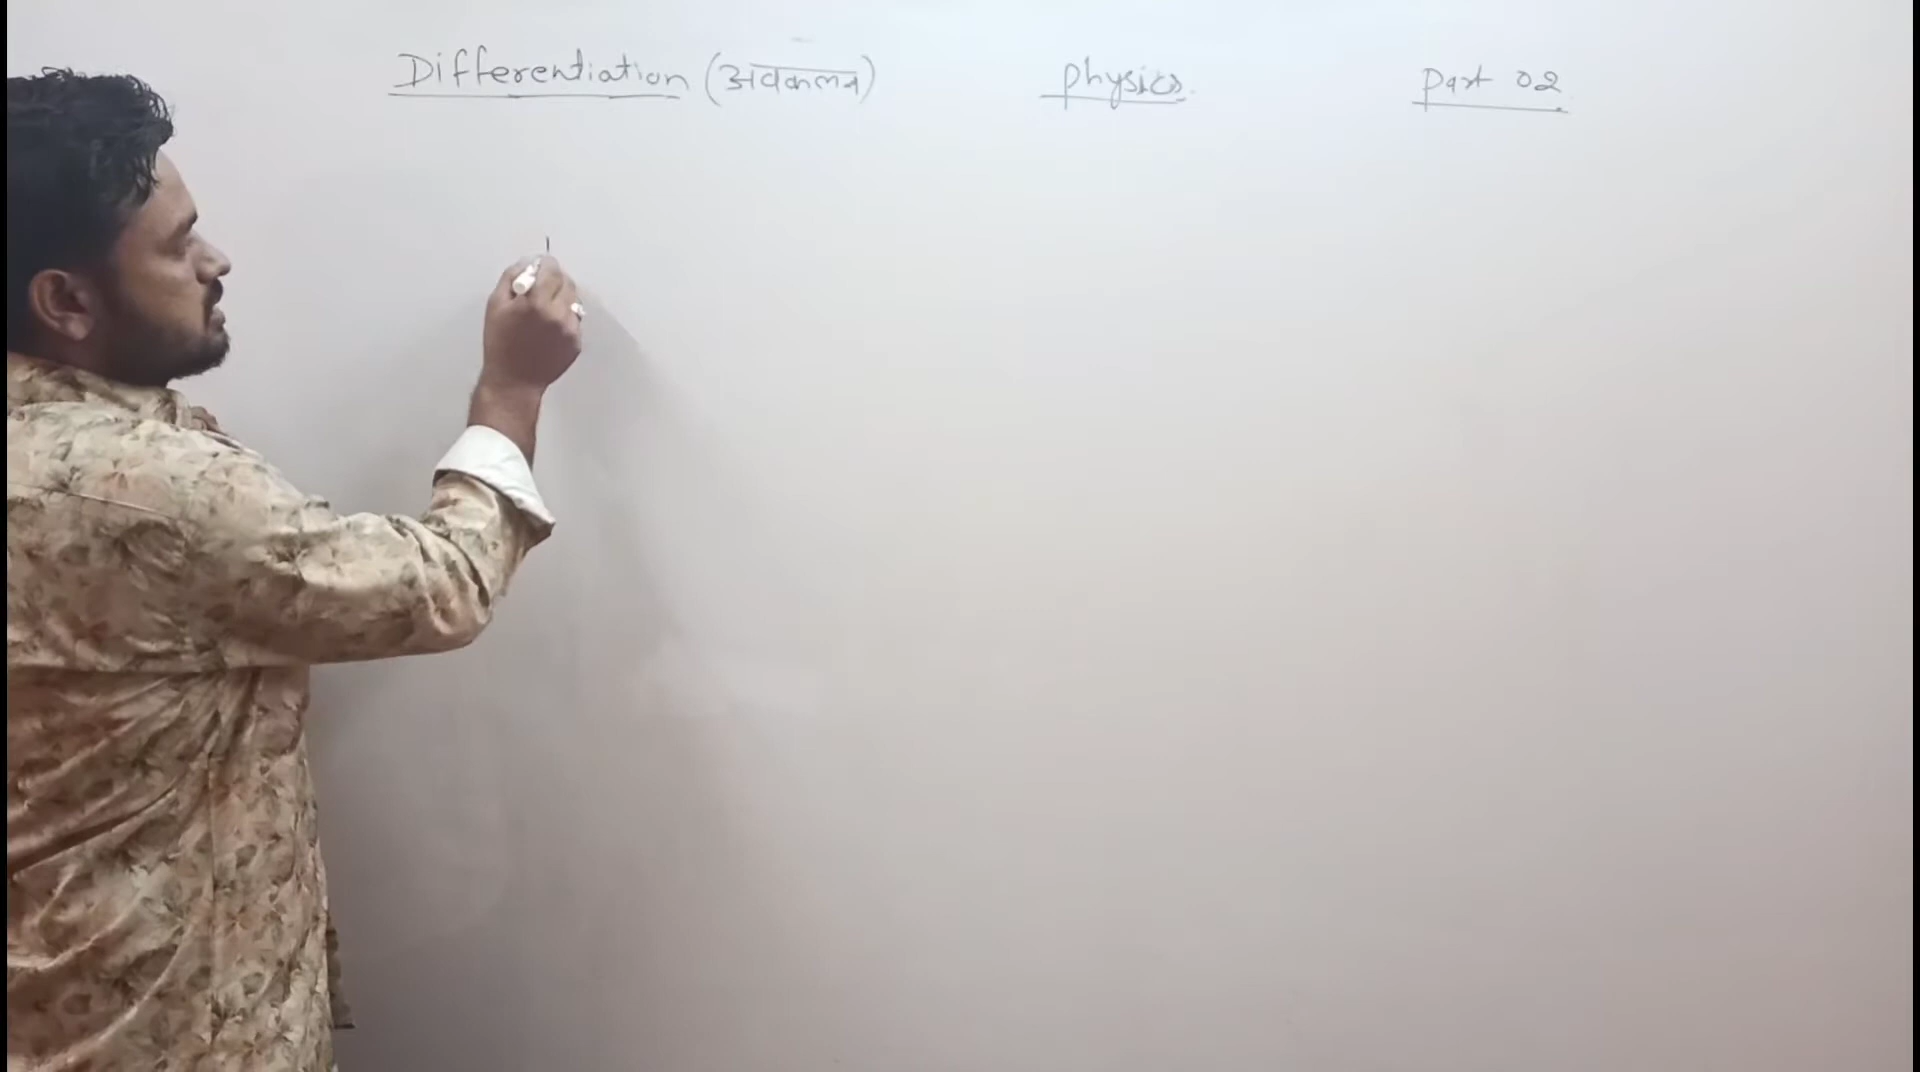 Differentiation (अवकलन) Physics. Part 02